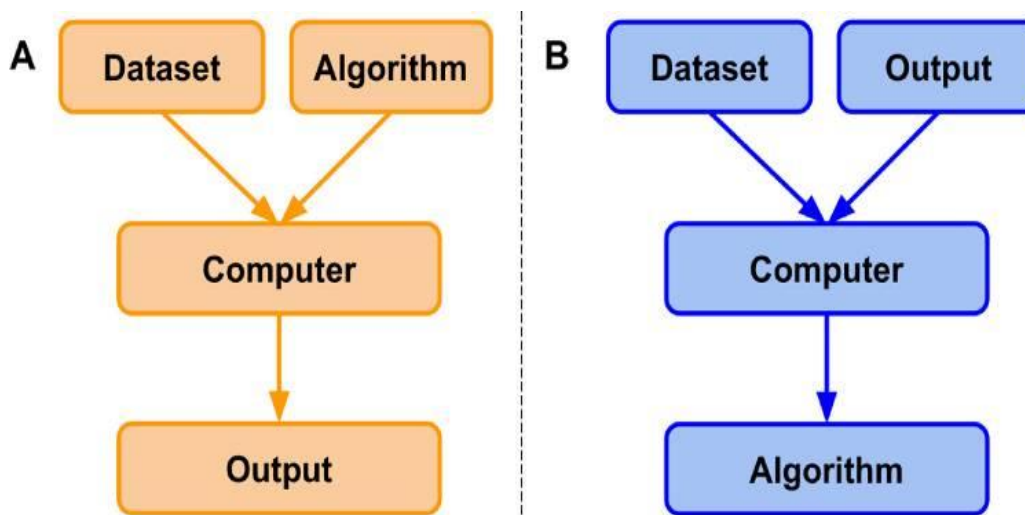 A
Dataset
Algorithm
Computer
Output
B
Dataset
Output
Computer
Algorithm